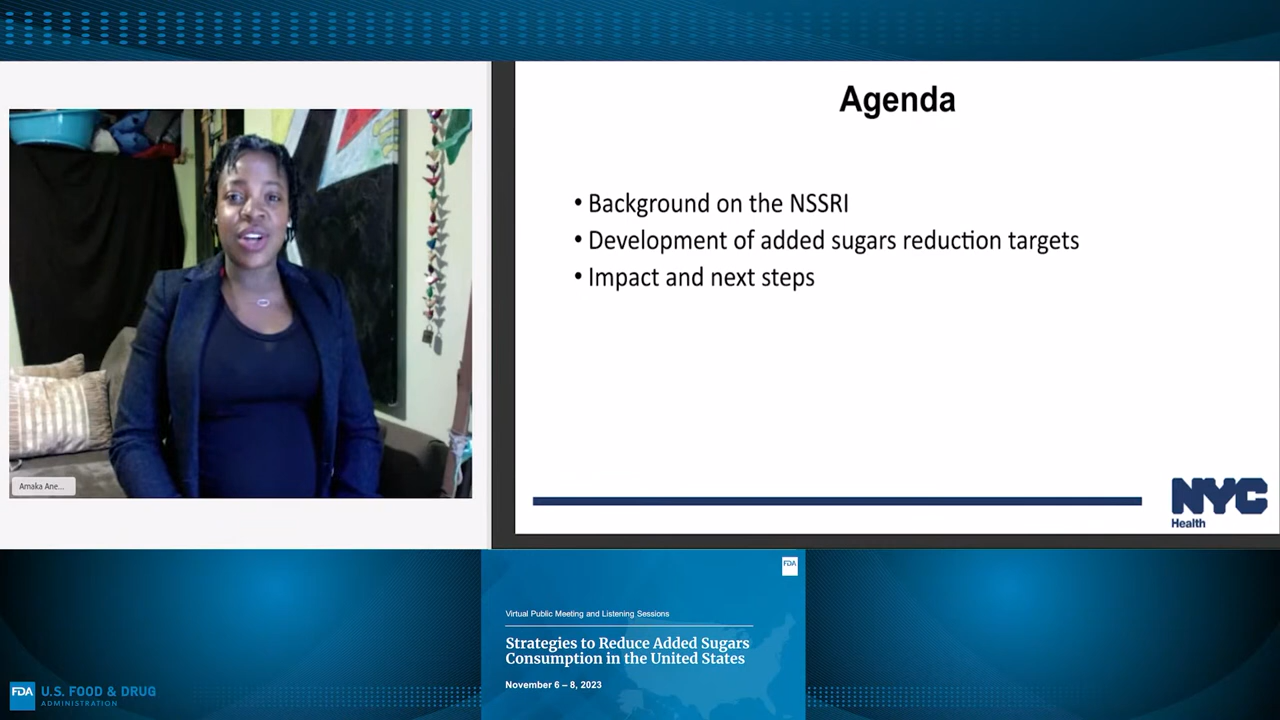 Agenda
• Background on the NSSRI
• Development of added sugars reduction targets
• Impact and next steps
NYC
Health
Amaka Ane...
FDA
Virtual Public Meeting and Listening Sessions
Strategies to Reduce Added Sugars
Consumption in the United States
November 6 – 8, 2023
FDA U.S. FOOD & DRUG
ADMINISTRATION